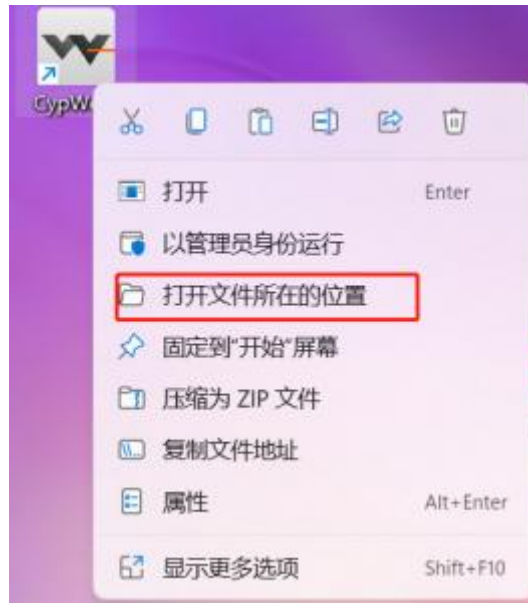 CypW
打开 Enter
以管理员身份运行
打开文件所在的位置
固定到"开始"屏幕
压缩为 ZIP 文件
复制文件地址
属性 Alt+Enter
显示更多选项 Shift+F10